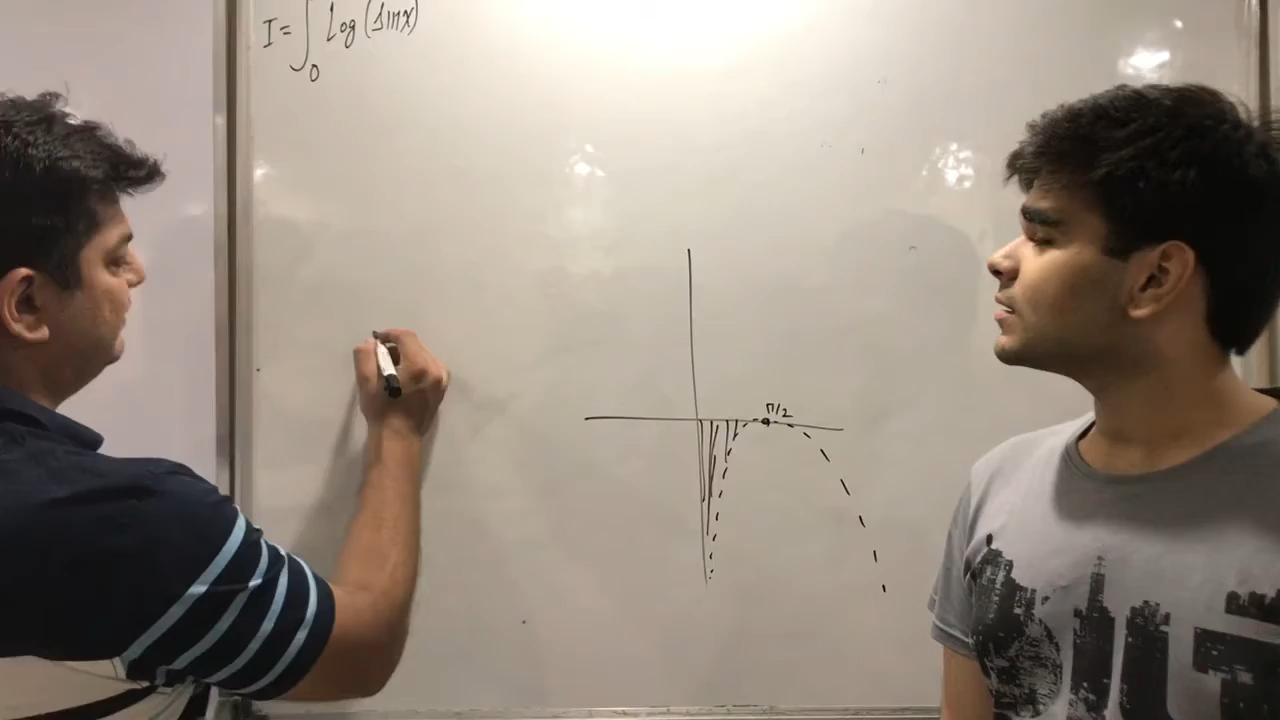 I = ∫₀ Log (sinx)
π/2